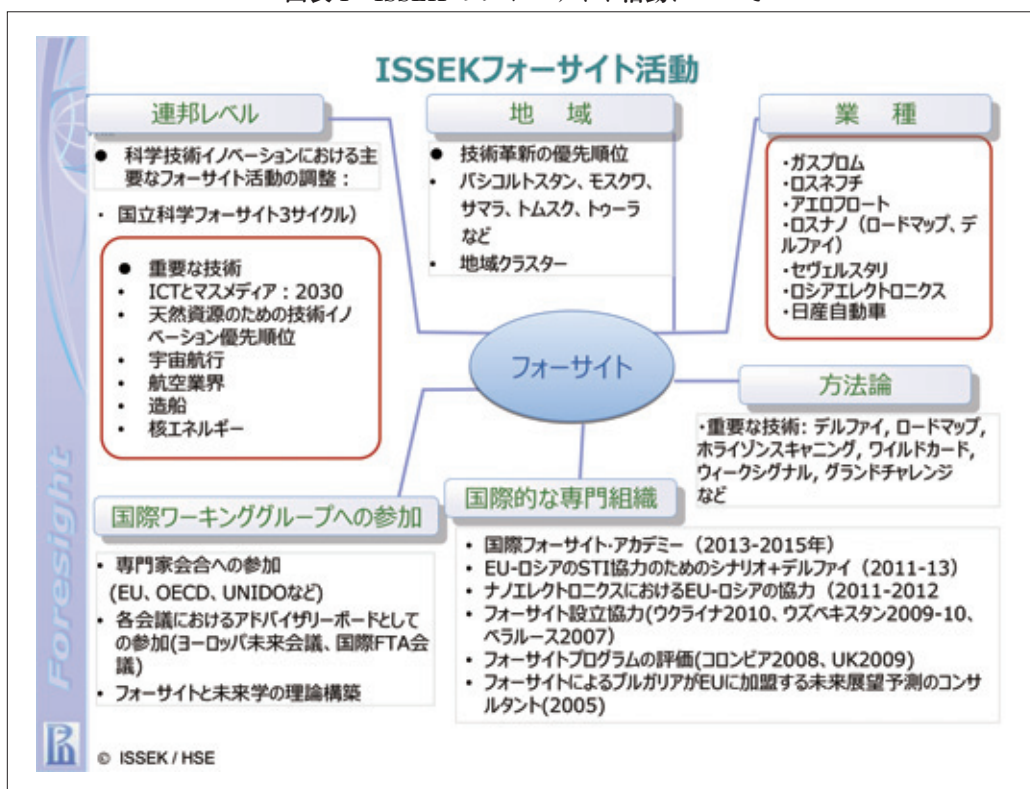 ISSEKフォーサイト活動
連邦レベル
● 科学技術イノベーションにおける主
要なフォーサイト活動の調整：
・ 国立科学フォーサイト3サイクル）
● 重要な技術
• ICTとマスメディア：2030
• 天然資源のための技術イノ
ベーション優先順位
• 宇宙航行
• 航空業界
• 造船
• 核エネルギー
地 域
● 技術革新の優先順位
• バシコルトスタン、モスクワ、
サマラ、トムスク、トゥーラ
など
• 地域クラスター
業 種
・ガスプロム
・ロスネフチ
・アエロフロート
・ロスナノ（ロードマップ、デ
ルファイ）
・セヴェルスタリ
・ロシアエレクトロニクス
・日産自動車
フォーサイト
方法論
・重要な技術: デルファイ, ロードマップ,
ホライゾンスキャニング, ワイルドカード,
ウィークシグナル, グランドチャレンジ
など
国際ワーキンググループへの参加
• 専門家会合への参加
(EU、OECD、UNIDOなど)
• 各会議におけるアドバイザリーボードとして
の参加(ヨーロッパ未来会議、国際FTA会
議)
• フォーサイトと未来学の理論構築
国際的な専門組織
• 国際フォーサイト・アカデミー（2013-2015年）
• EU-ロシアのSTI協力のためのシナリオ+デルファイ（2011-13）
• ナノエレクトロニクスにおけるEU-ロシアの協力（2011-2012
• フォーサイト設立協力(ウクライナ2010、ウズベキスタン2009-10、
ベラルース2007）
• フォーサイトプログラムの評価(コロンビア2008、UK2009）
• フォーサイトによるブルガリアがEUに加盟する未来展望予測のコンサ
ルタント(2005)
Foresight
© ISSEK / HSE